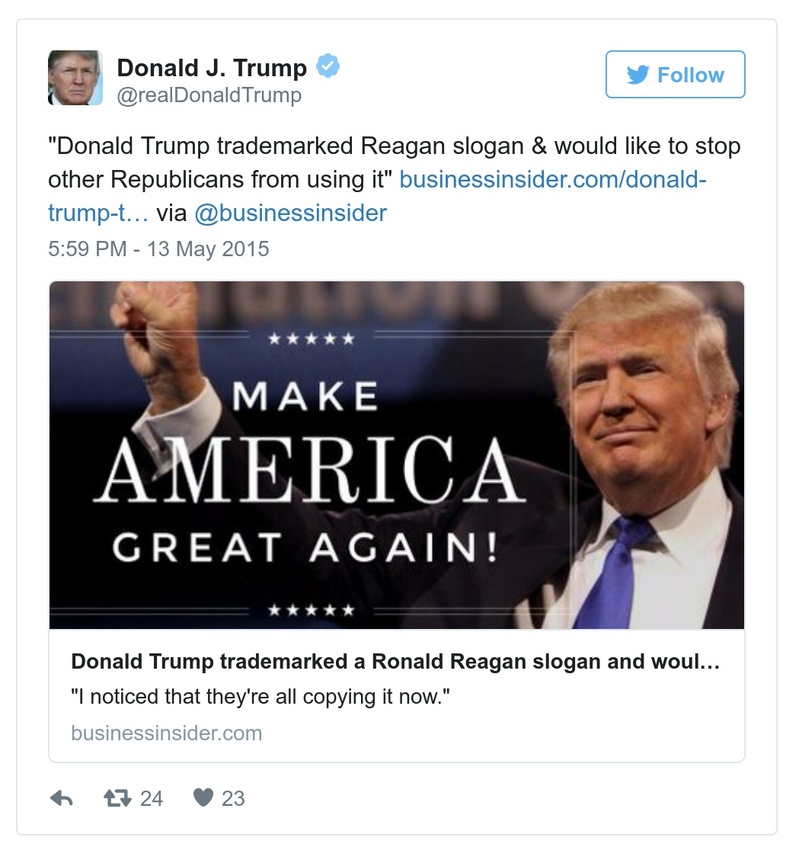 Donald J. Trump
@realDonaldTrump
Follow
"Donald Trump trademarked Reagan slogan & would like to stop
other Republicans from using it" businessinsider.com/donald-
trump-t… via @businessinsider
5:59 PM - 13 May 2015
MAKE
AMERICA
GREAT AGAIN!
Donald Trump trademarked a Ronald Reagan slogan and woul…
"I noticed that they're all copying it now."
businessinsider.com
24 23